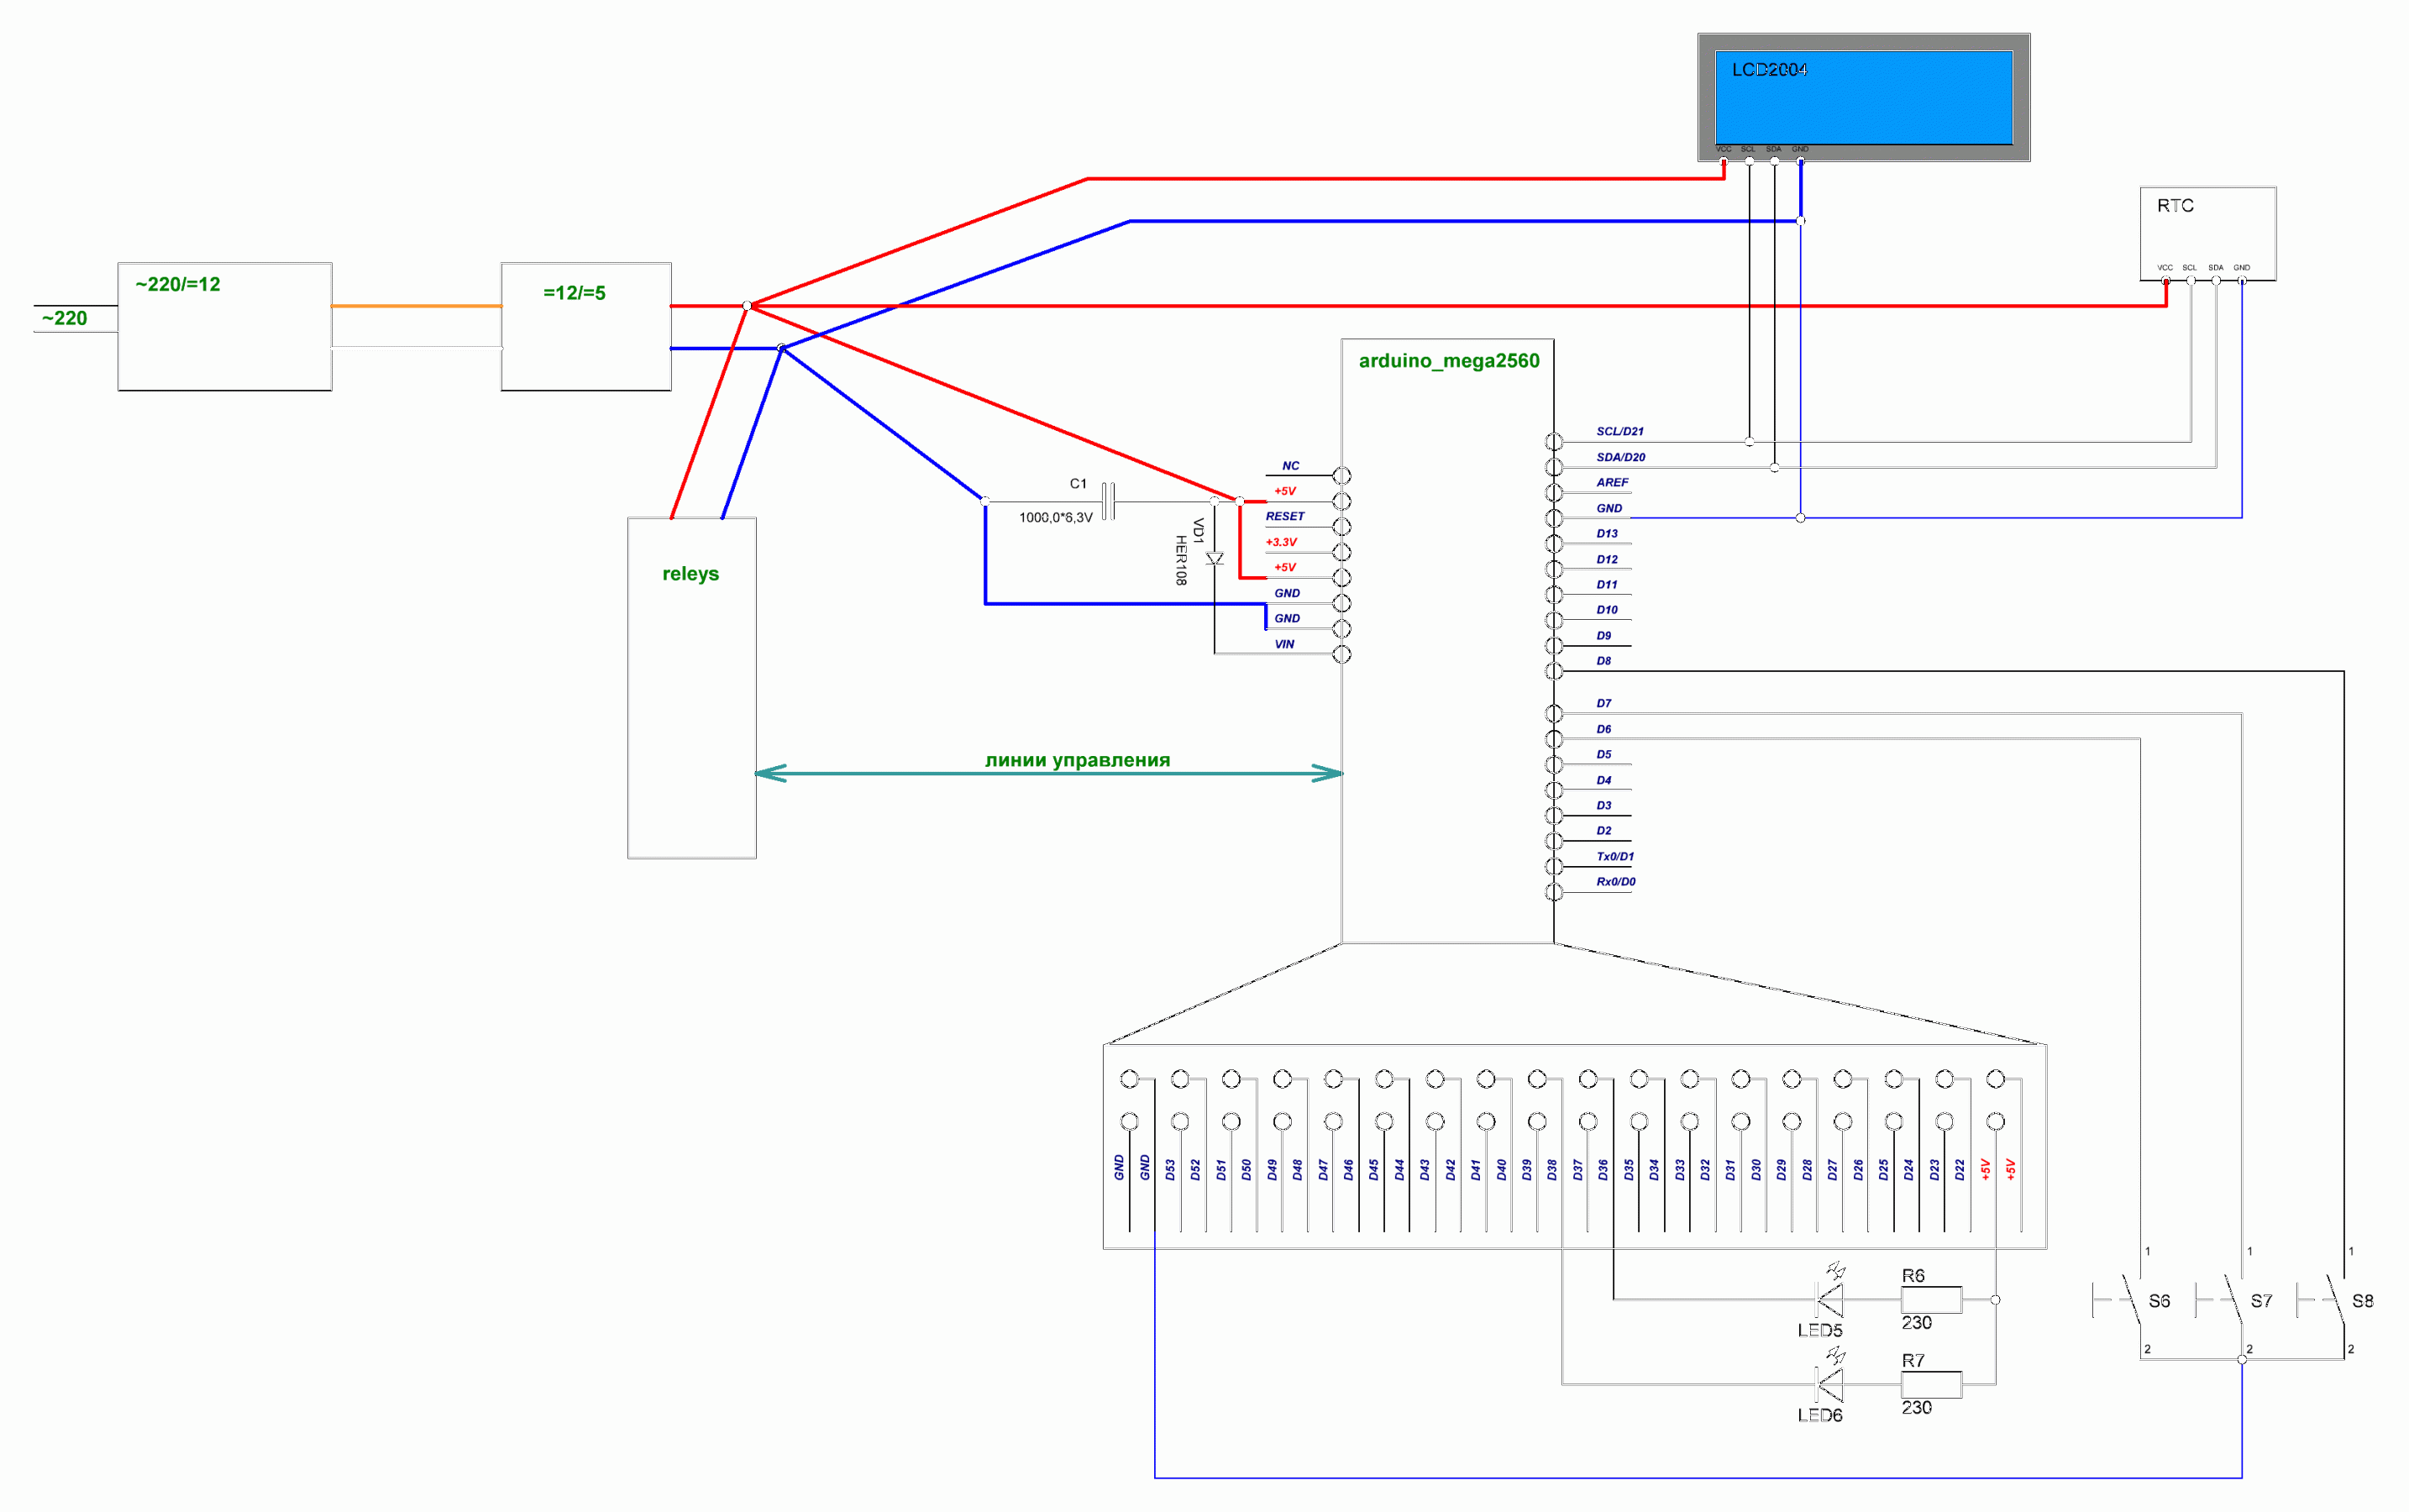 LCD2004
VCC SCL SDA GND
RTC
VCC SCL SDA GND
~220/=12
=12/=5
~220
arduino_mega2560
SCL/D21
SDA/D20
AREF
GND
D13
D12
D11
D10
D9
D8
D7
D6
D5
D4
D3
D2
Tx0/D1
Rx0/D0
NC
+5V
RESET
+3.3V
+5V
GND
GND
VIN
C1
1000,0*6,3V
VD1
HER108
releys
линии управления
GND GND D53 D52 D51 D50 D49 D48 D47 D46 D45 D44 D43 D42 D41 D40 D39 D38 D37 D36 D35 D34 D33 D32 D31 D30 D29 D28 D27 D26 D25 D24 D23 D22 +5V +5V
1 1 1
R6
S6 S7 S8
230
LED5
2 2 2
R7
230
LED6